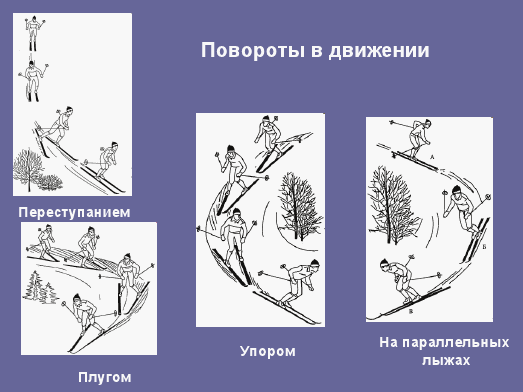 Повороты в движении
Переступанием
Плугом
Упором
А
Б
В
На параллельных
лыжах